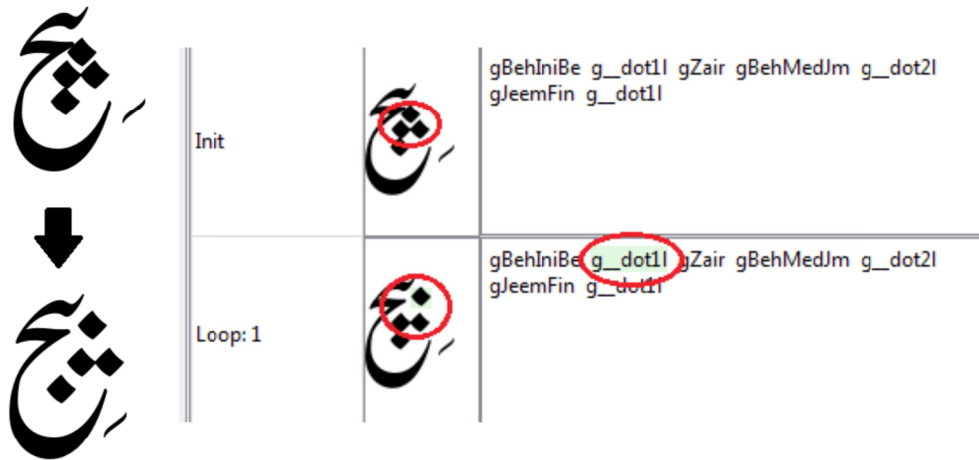 Init
gBehIniBe g__dot1l gZair gBehMedJm g__dot2l
gJeemFin g__dot1l
Loop: 1
gBehIniBe g__dot1l gZair gBehMedJm g__dot2l
gJeemFin g__dot1l